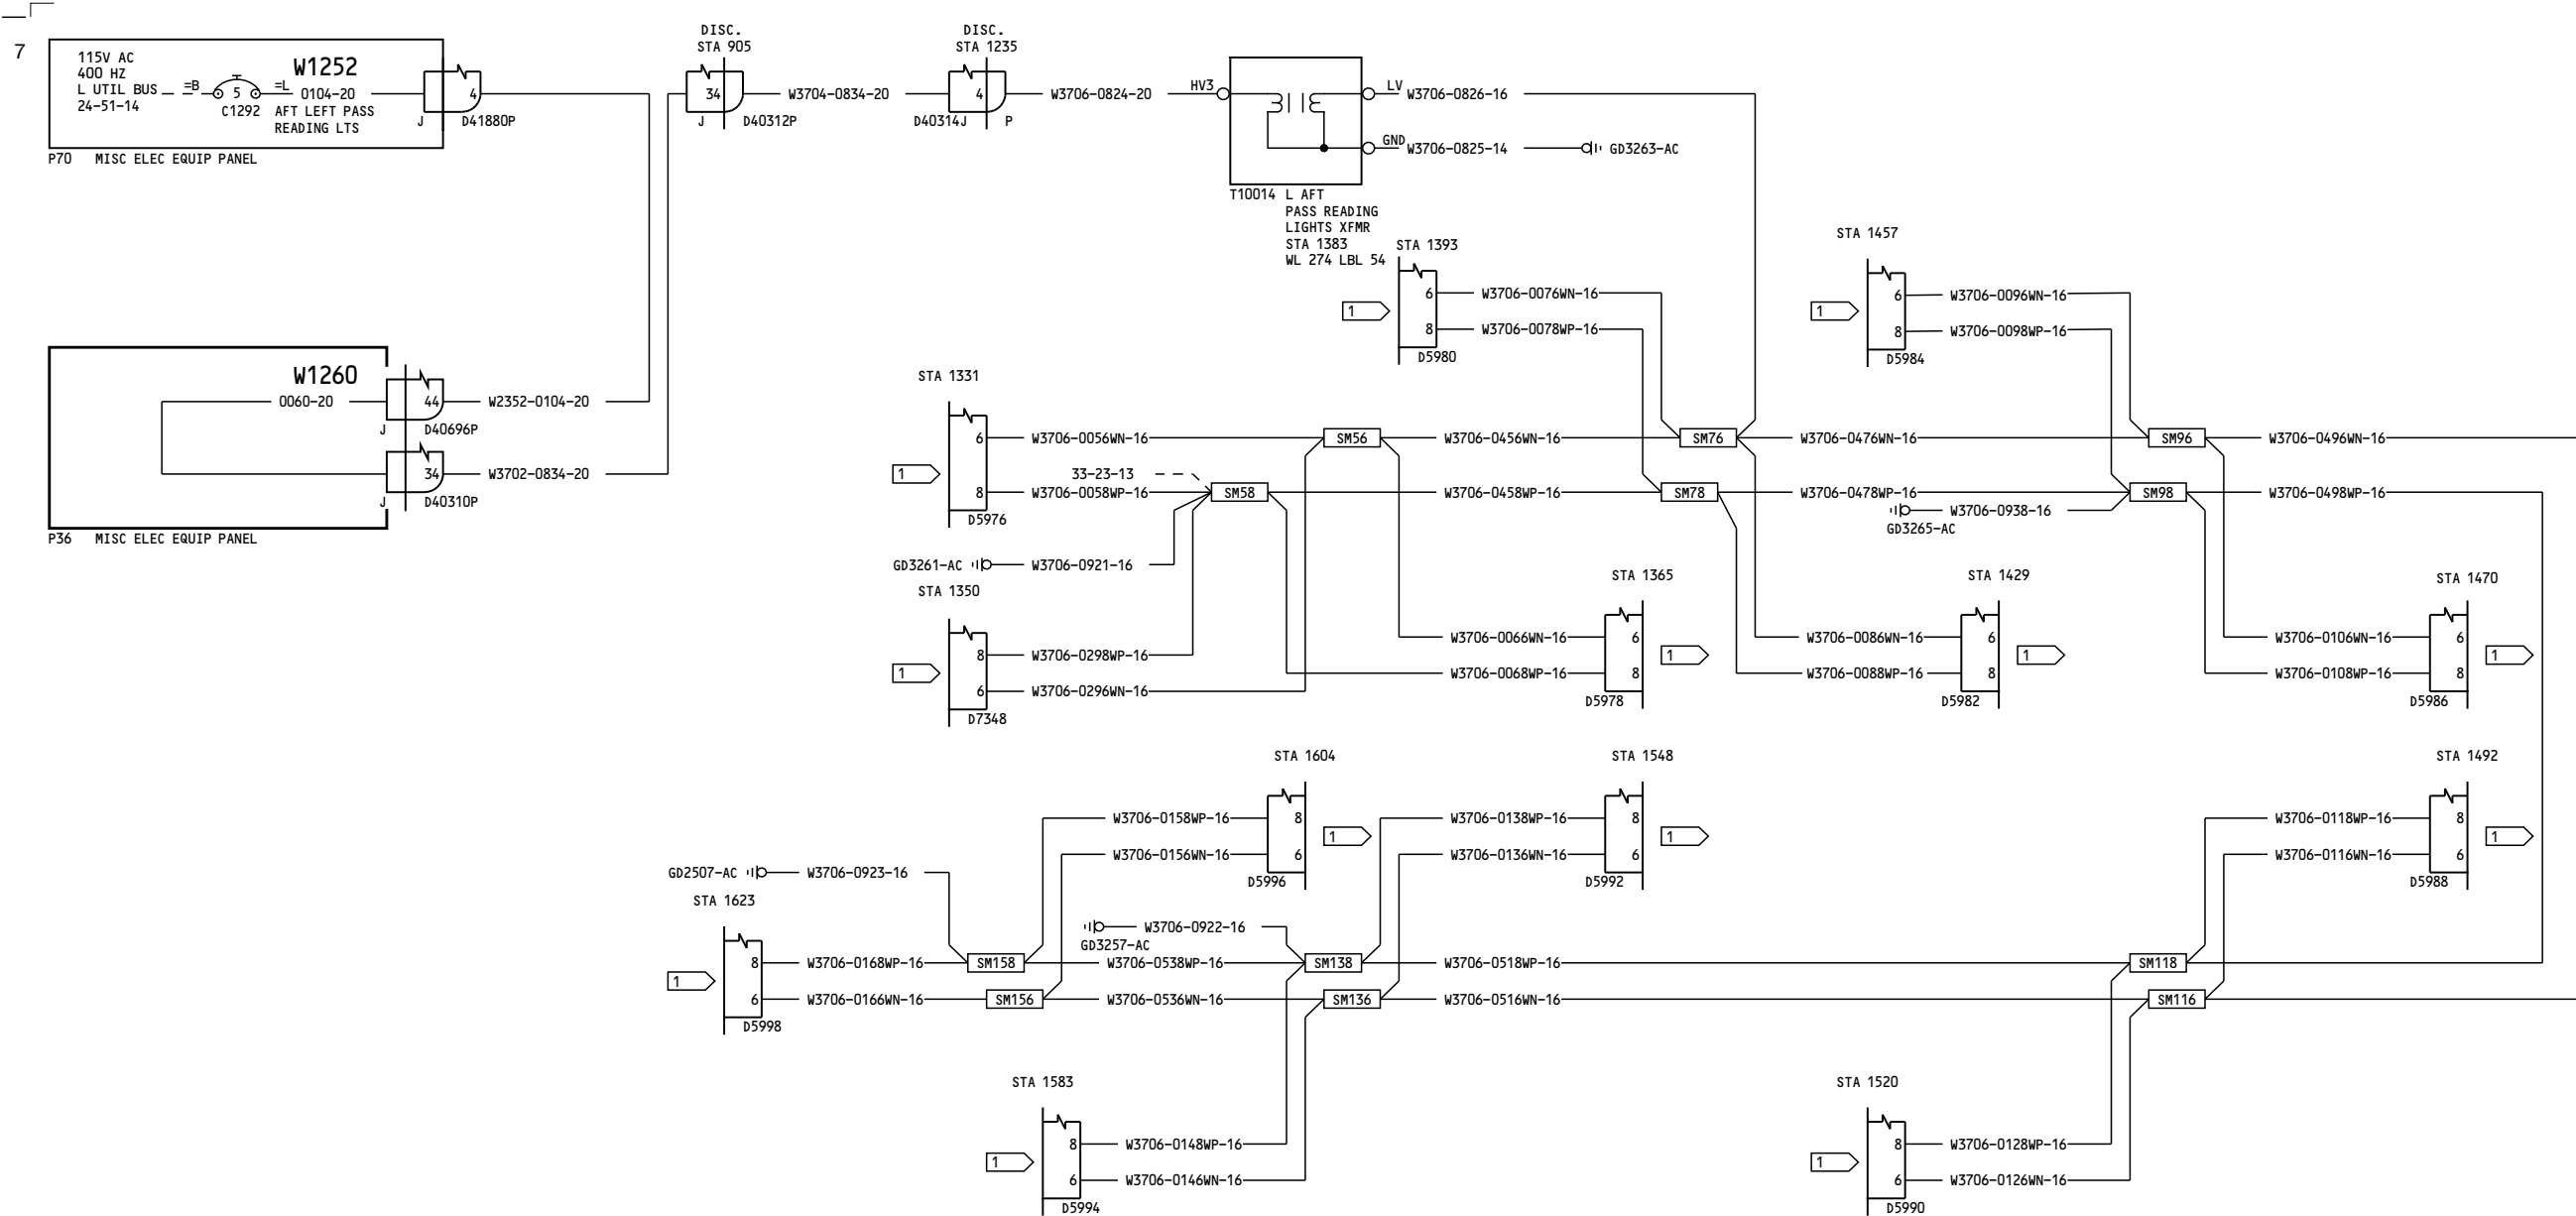 7
115V AC
400 HZ
L UTIL BUS
24-51-14
=B
5
C1292
=L
W1252
0104-20
AFT LEFT PASS
READING LTS
4
J
D41880P
P70 MISC ELEC EQUIP PANEL
DISC.
STA 905
34
J
D40312P
W3704-0834-20
DISC.
STA 1235
4
D40314J
P
W3706-0824-20
HV3
LV
W3706-0826-16
GND
W3706-0825-14
GD3263-AC
T10014 L AFT
PASS READING
LIGHTS XFMR
STA 1383
WL 274 LBL 54
W1260
0060-20
44
J
D40696P
W2352-0104-20
34
J
D40310P
W3702-0834-20
P36 MISC ELEC EQUIP PANEL
STA 1393
1
6
8
D5980
W3706-0076WN-16
W3706-0078WP-16
STA 1457
1
6
8
D5984
W3706-0096WN-16
W3706-0098WP-16
STA 1331
1
6
8
D5976
W3706-0056WN-16
SM56
W3706-0456WN-16
SM76
W3706-0476WN-16
SM96
W3706-0496WN-16
33-23-13
W3706-0058WP-16
SM58
W3706-0458WP-16
SM78
W3706-0478WP-16
SM98
W3706-0498WP-16
W3706-0938-16
GD3265-AC
GD3261-AC
W3706-0921-16
STA 1350
1
8
6
D7348
W3706-0298WP-16
W3706-0296WN-16
STA 1365
W3706-0066WN-16
W3706-0068WP-16
6
8
1
D5978
STA 1429
W3706-0086WN-16
W3706-0088WP-16
6
8
1
D5982
STA 1470
W3706-0106WN-16
W3706-0108WP-16
6
8
1
D5986
STA 1604
W3706-0158WP-16
W3706-0156WN-16
8
6
1
D5996
STA 1548
W3706-0138WP-16
W3706-0136WN-16
8
6
1
D5992
STA 1492
W3706-0118WP-16
W3706-0116WN-16
8
6
1
D5988
GD2507-AC
W3706-0923-16
STA 1623
W3706-0922-16
GD3257-AC
1
8
6
D5998
W3706-0168WP-16
SM158
W3706-0538WP-16
SM138
W3706-0518WP-16
SM118
W3706-0166WN-16
SM156
W3706-0536WN-16
SM136
W3706-0516WN-16
SM116
STA 1583
1
8
6
D5994
W3706-0148WP-16
W3706-0146WN-16
STA 1520
1
8
6
D5990
W3706-0128WP-16
W3706-0126WN-16